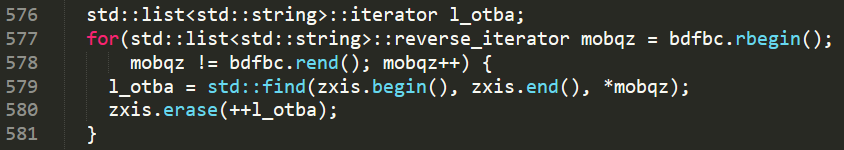 576 std::list<std::string>::iterator l_otba;
577 for(std::list<std::string>::reverse_iterator mobqz = bdfbc.rbegin();
578 mobqz != bdfbc.rend(); mobqz++) {
579 l_otba = std::find(zxis.begin(), zxis.end(), *mobqz);
580 zxis.erase(++l_otba);
581 }